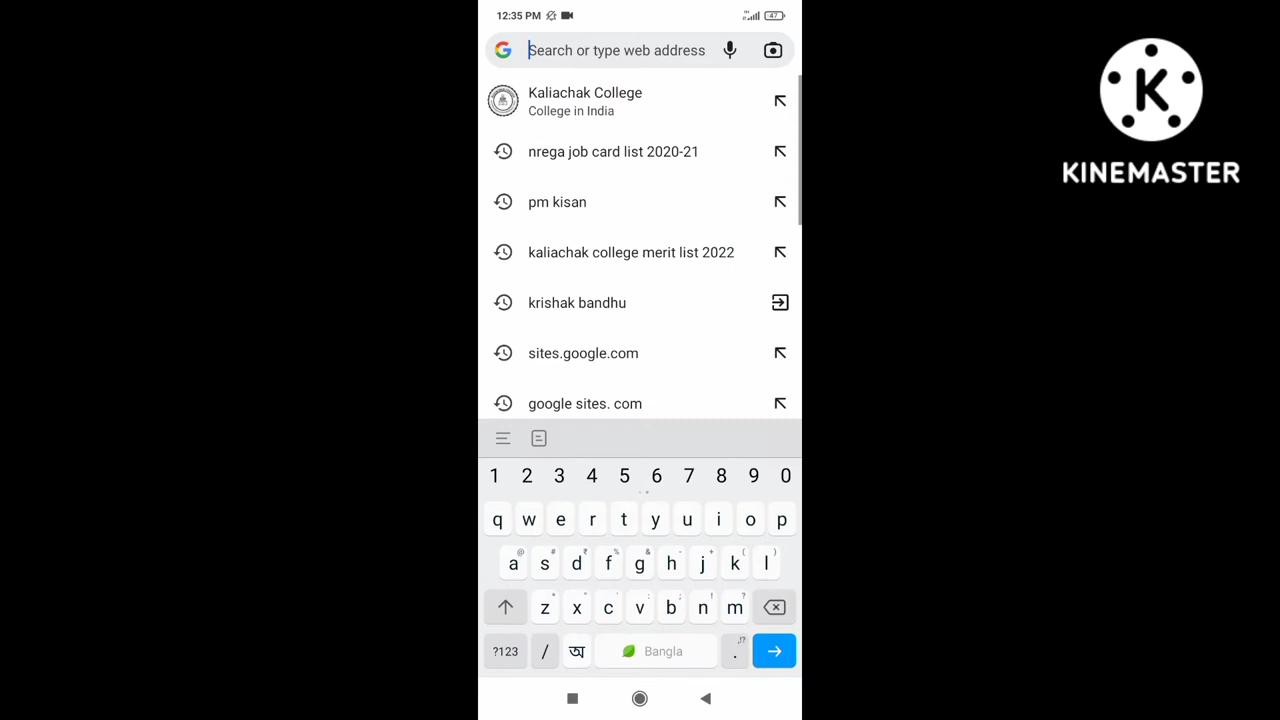 12:35 PM 47
Search or type web address
Kaliachak College
College in India
nrega job card list 2020-21
pm kisan
kaliachak college merit list 2022
krishak bandhu
sites.google.com
google sites. com
1 2 3 4 5 6 7 8 9 0
q w e r t y u i o p
@ # ₹ % & - + ( )
a s d f g h j k l
* " ' : ; ! ?
z x c v b n m
?123 / অ Bangla . ,!?
K
KINEMASTER